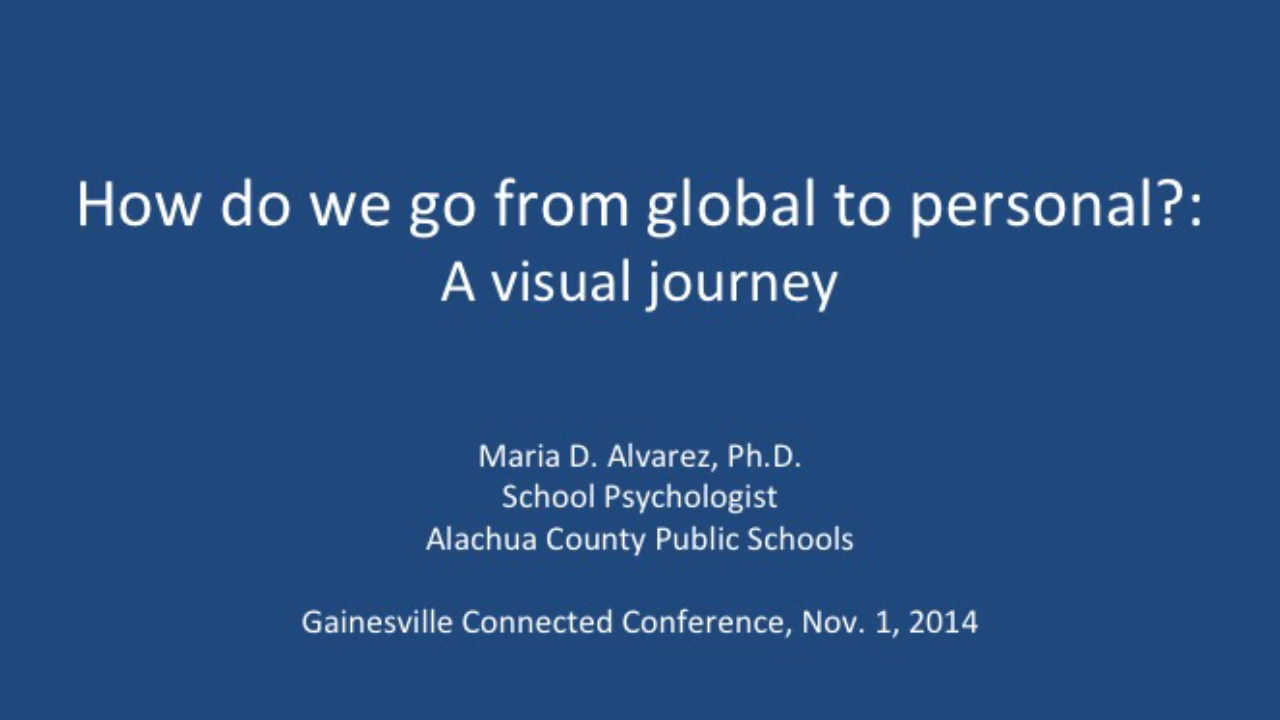 How do we go from global to personal?:
A visual journey
Maria D. Alvarez, Ph.D.
School Psychologist
Alachua County Public Schools
Gainesville Connected Conference, Nov. 1, 2014